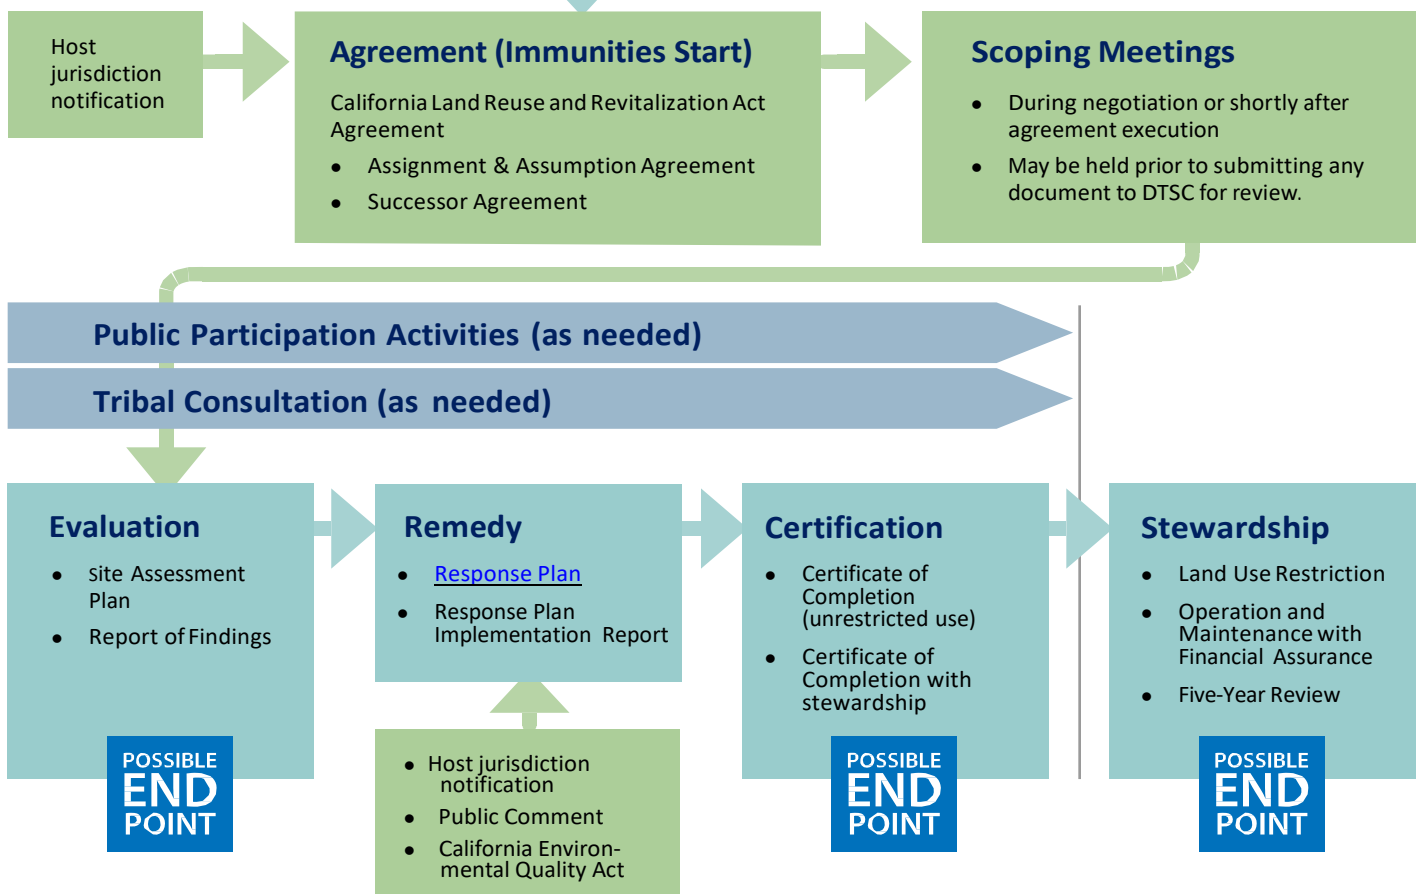 Host
jurisdiction
notification
Agreement (Immunities Start)
California Land Reuse and Revitalization Act
Agreement
● Assignment & Assumption Agreement
● Successor Agreement
Scoping Meetings
● During negotiation or shortly after
agreement execution
● May be held prior to submitting any
document to DTSC for review.
Public Participation Activities (as needed)
Tribal Consultation (as needed)
Evaluation
● Site Assessment
Plan
● Report of Findings
POSSIBLE
END
POINT
Remedy
● Response Plan
● Response Plan
Implementation Report
● Host jurisdiction
notification
● Public Comment
● California Environ-
mental Quality Act
Certification
● Certificate of
Completion
(unrestricted use)
● Certificate of
Completion with
stewardship
POSSIBLE
END
POINT
Stewardship
● Land Use Restriction
● Operation and
Maintenance with
Financial Assurance
● Five-Year Review
POSSIBLE
END
POINT